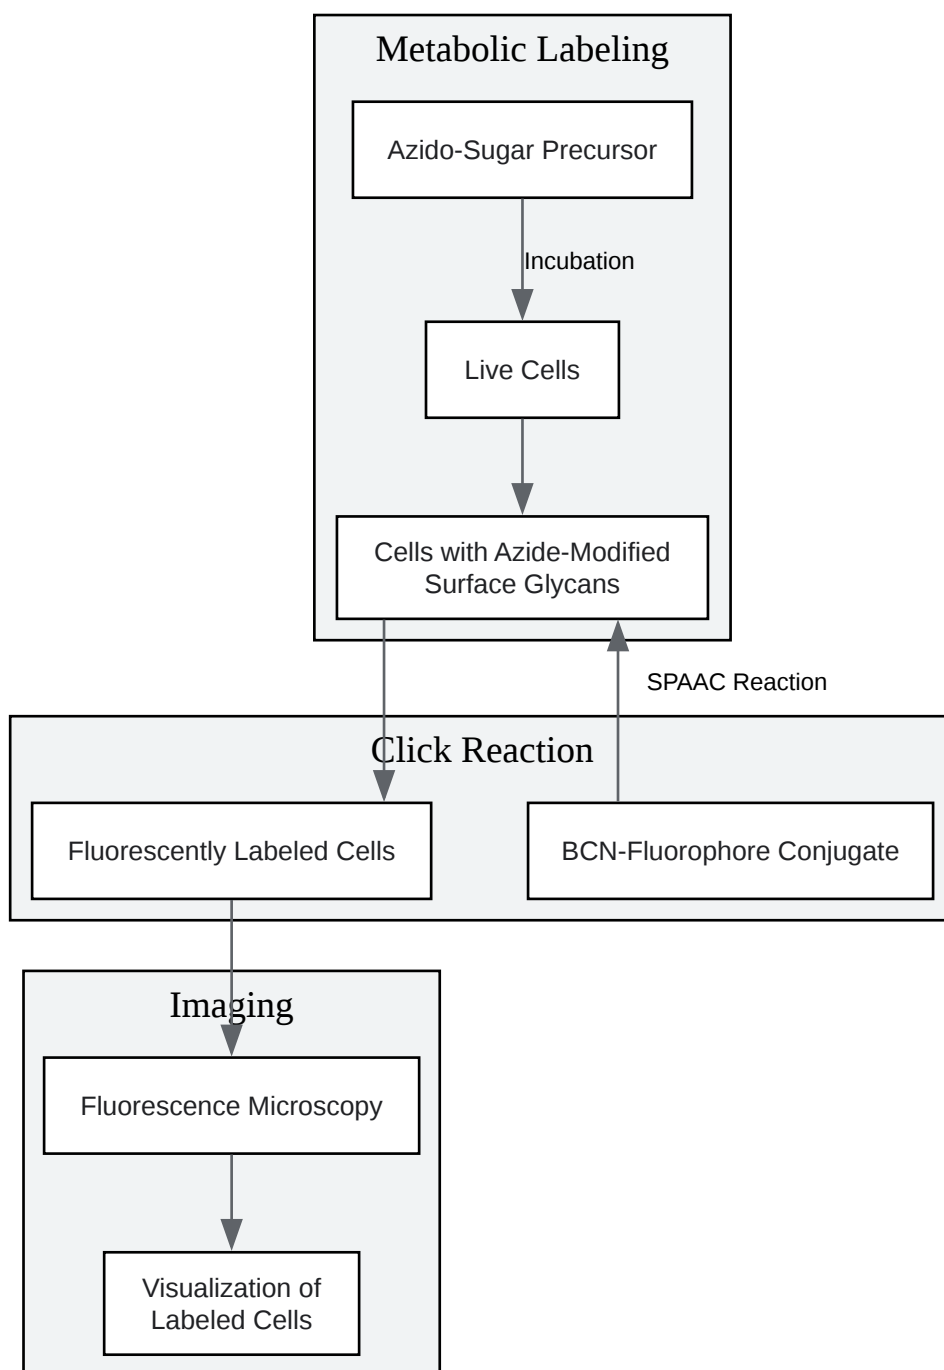 Metabolic Labeling
Azido-Sugar Precursor
Incubation
Live Cells
Cells with Azide-Modified
Surface Glycans
SPAAC Reaction
Click Reaction
Fluorescently Labeled Cells
BCN-Fluorophore Conjugate
Imaging
Fluorescence Microscopy
Visualization of
Labeled Cells